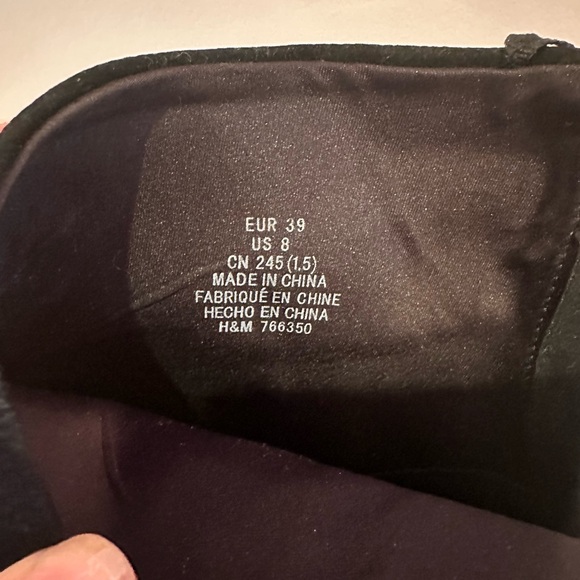 EUR 39
US 8
CN 245 (1.5)
MADE IN CHINA
FABRIQUÉ EN CHINE
HECHO EN CHINA
H&M 766350